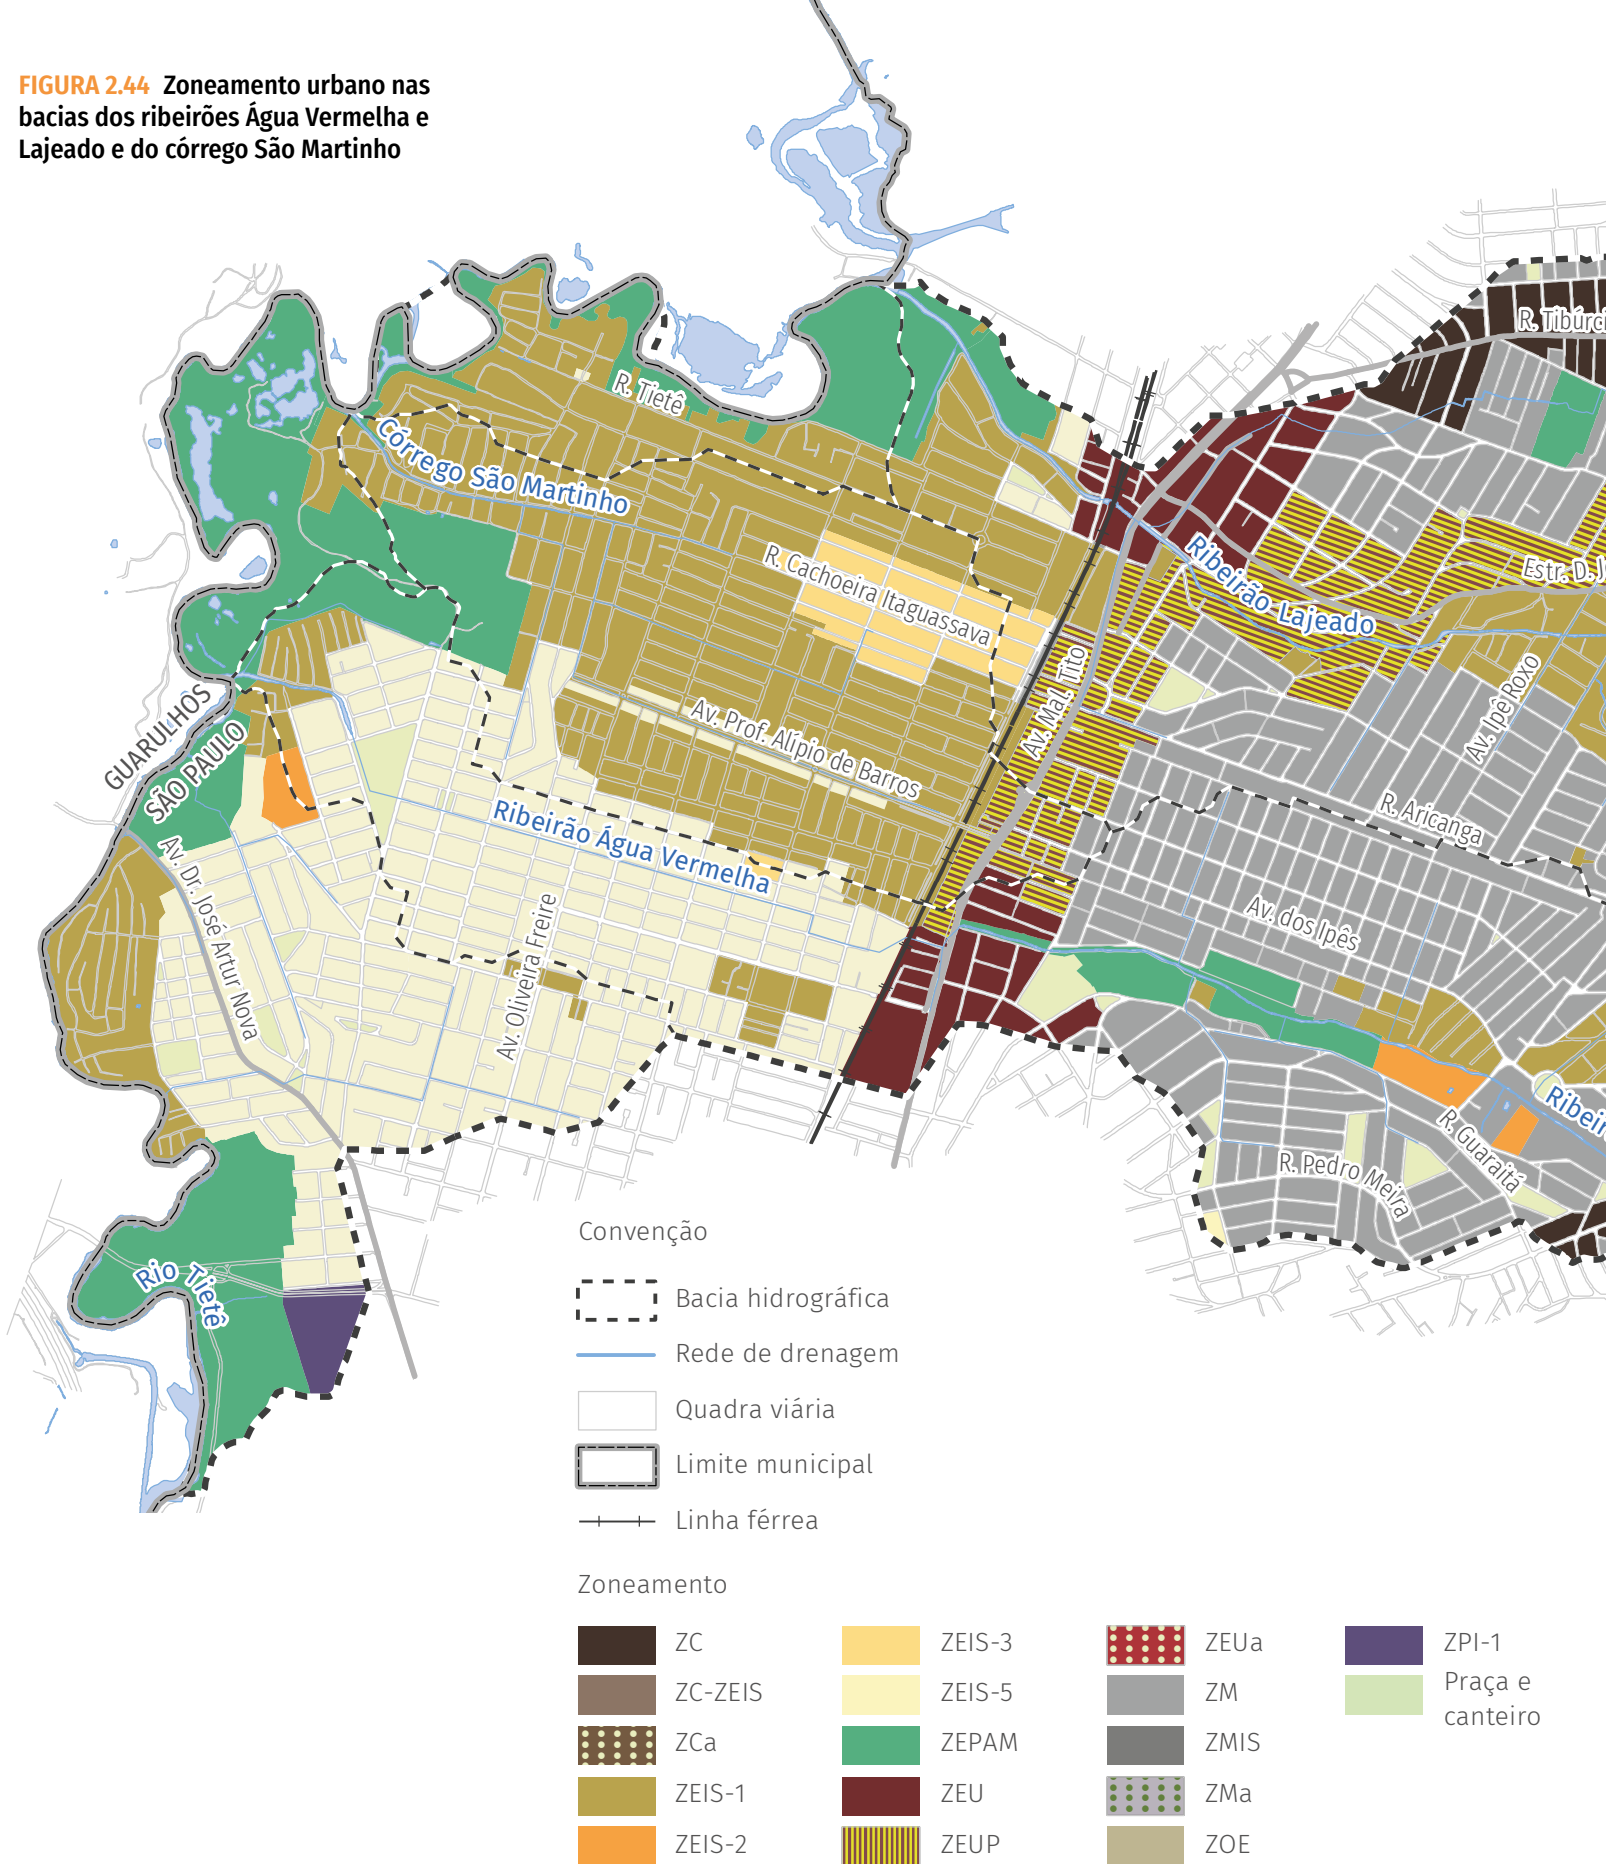 FIGURA 2.44 Zoneamento urbano nas
bacias dos ribeirões Água Vermelha e
Lajeado e do córrego São Martinho
R. Tibúrci
R. Tietê
Córrego São Martinho
R. Cachoeira Itaguassava
Ribeirão Lajeado
Estr. D. J
GUARULHOS
SÃO PAULO
Av. Mal. Tito
Av. Ipê Roxo
Av. Prof. Alípio de Barros
R. Aricanga
Ribeirão Água Vermelha
Av. Dr. José Artur Nova
Av. Oliveira Freire
Av. dos Ipês
Ribeir
R. Guaraitá
R. Pedro Meira
Rio Tietê
Convenção
Bacia hidrográfica
Rede de drenagem
Quadra viária
Limite municipal
Linha férrea
Zoneamento
ZC
ZC-ZEIS
ZCa
ZEIS-1
ZEIS-2
ZEIS-3
ZEIS-5
ZEPAM
ZEU
ZEUP
ZEUa
ZM
ZMIS
ZMa
ZOE
ZPI-1
Praça e
canteiro